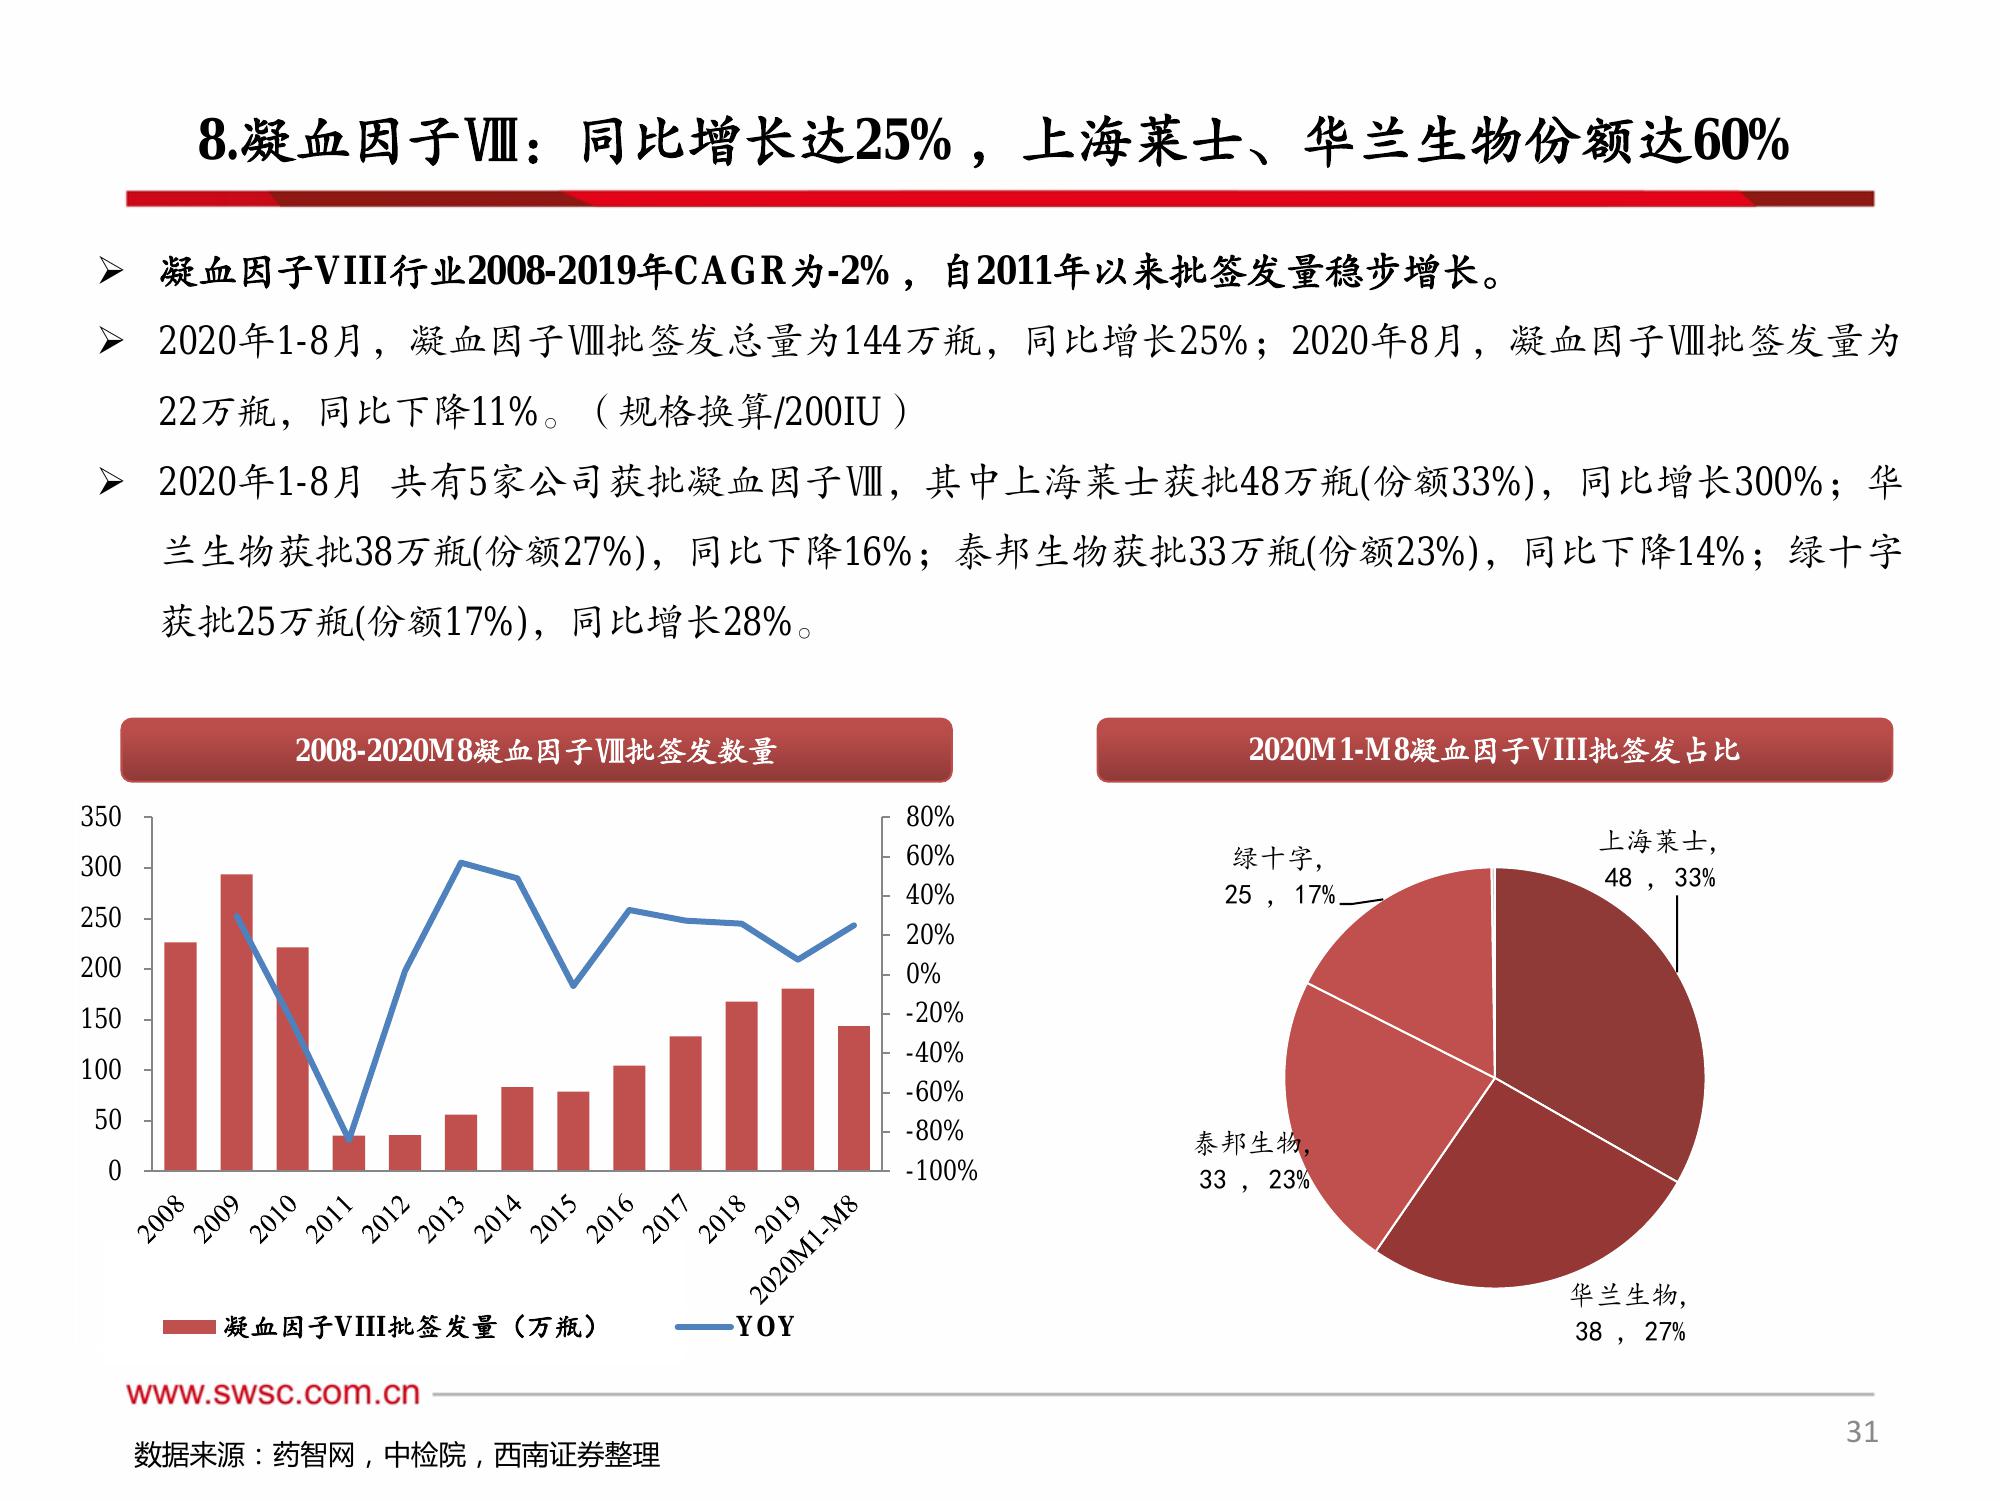 8.凝血因子Ⅷ：同比增长达25%，上海莱士、华兰生物份额达60%
➢ 凝血因子VIII行业2008-2019年CAGR为-2%，自2011年以来批签发量稳步增长。
➢ 2020年1-8月，凝血因子Ⅷ批签发总量为144万瓶，同比增长25%；2020年8月，凝血因子Ⅷ批签发量为
22万瓶，同比下降11%。（规格换算/200IU）
➢ 2020年1-8月 共有5家公司获批凝血因子Ⅷ，其中上海莱士获批48万瓶(份额33%)，同比增长300%；华
兰生物获批38万瓶(份额27%)，同比下降16%；泰邦生物获批33万瓶(份额23%)，同比下降14%；绿十字
获批25万瓶(份额17%)，同比增长28%。
2008-2020M8凝血因子Ⅷ批签发数量
350
300
250
200
150
100
50
0
80%
60%
40%
20%
0%
-20%
-40%
-60%
-80%
-100%
2008
2009
2010
2011
2012
2013
2014
2015
2016
2017
2018
2019
2020M1-M8
凝血因子VIII批签发量（万瓶）
YOY
2020M1-M8凝血因子VIII批签发占比
上海莱士,
48 , 33%
绿十字,
25 , 17%
泰邦生物,
33 , 23%
华兰生物,
38 , 27%
www.swsc.com.cn
31
数据来源：药智网，中检院，西南证券整理